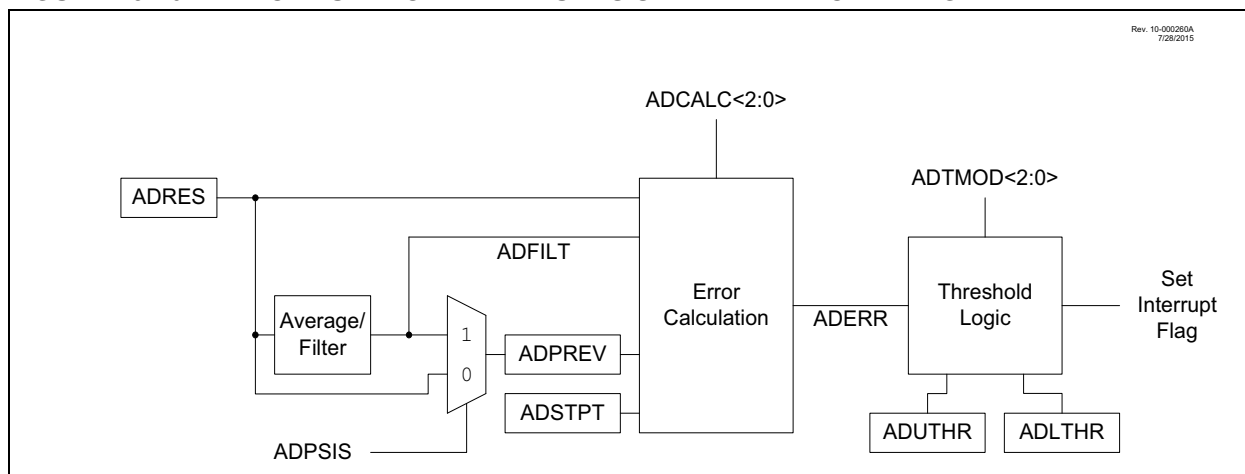 Rev. 10-000260A
7/28/2015
ADCALC<2:0>
ADRES
ADTMOD<2:0>
ADFILT
Error
Calculation
Set
Interrupt
Flag
Threshold
Logic
ADERR
Average/
Filter
1
0
ADPREV
ADSTPT
ADUTHR
ADLTHR
ADPSIS